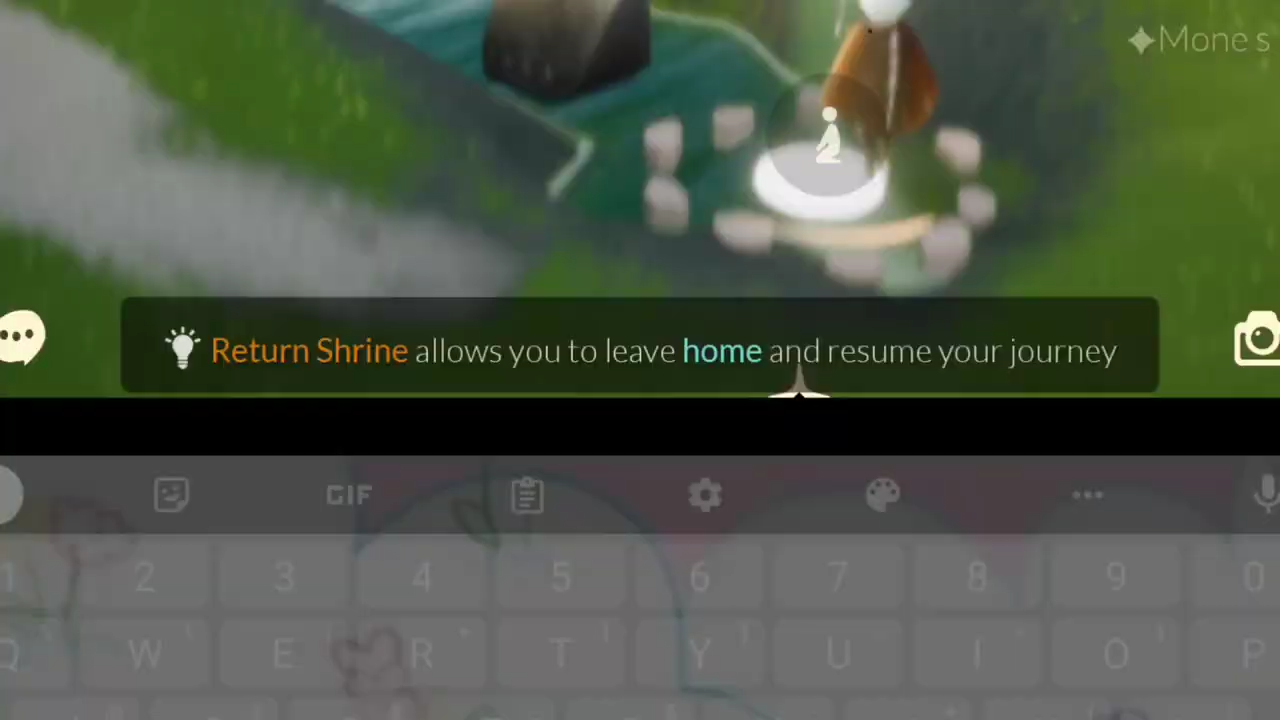 ✦Mone s
Return Shrine allows you to leave home and resume your journey
GIF
1 2 3 4 5 6 7 8 9 0
Q W E R T Y U I O P